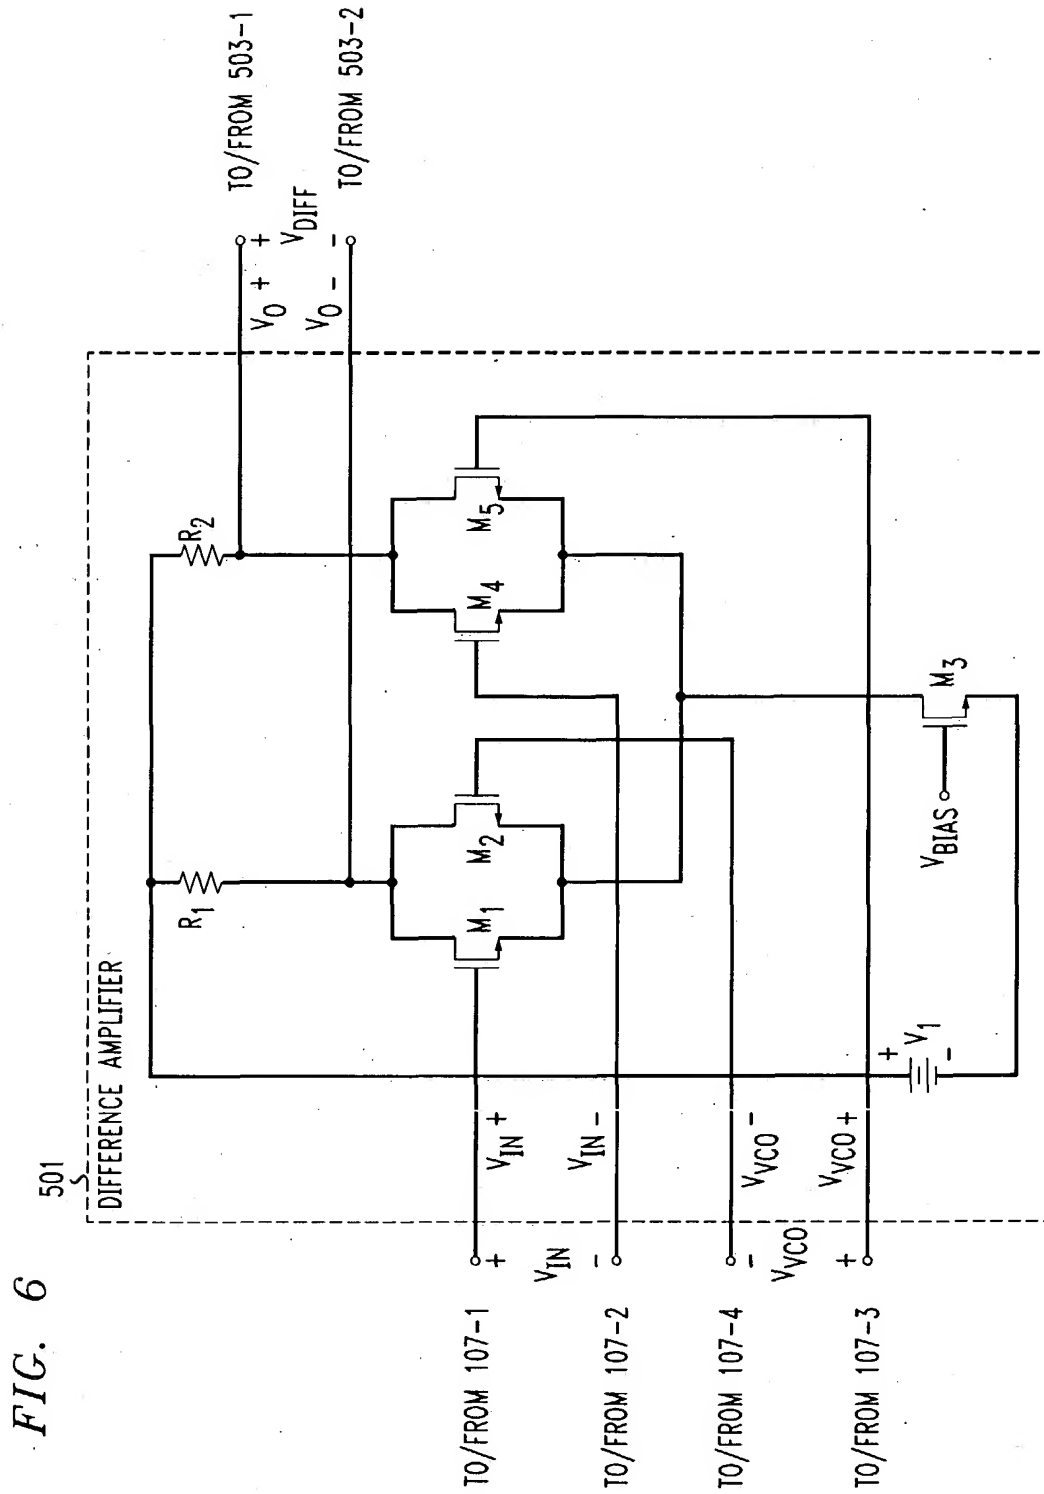 FIG. 6
501
DIFFERENCE AMPLIFIER
R1
R2
VO +
+
VDIFF
TO/FROM 503-1
VO -
-
TO/FROM 503-2
TO/FROM 107-1
+
VIN
VIN +
M1
M2
M4
M5
TO/FROM 107-2
-
VIN -
TO/FROM 107-4
-
VVCO
VVCO -
TO/FROM 107-3
+
VVCO +
+
V1
-
VBIAS
M3